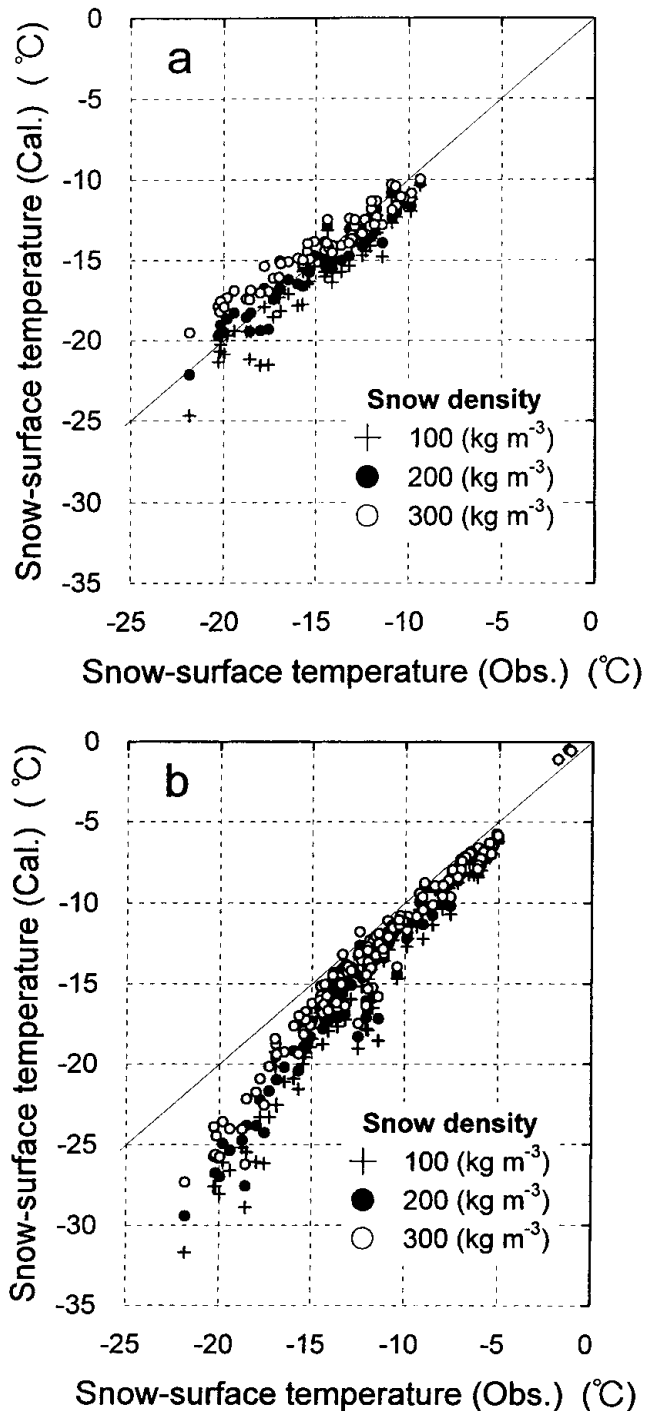 a
Snow-surface temperature (Cal.) (℃)
0
-5
-10
-15
-20
-25
-30
-35
Snow density
100 (kg m⁻³)
200 (kg m⁻³)
300 (kg m⁻³)
-25 -20 -15 -10 -5 0
Snow-surface temperature (Obs.) (℃)
b
Snow-surface temperature (Cal.) (℃)
0
-5
-10
-15
-20
-25
-30
-35
Snow density
100 (kg m⁻³)
200 (kg m⁻³)
300 (kg m⁻³)
-25 -20 -15 -10 -5 0
Snow-surface temperature (Obs.) (℃)